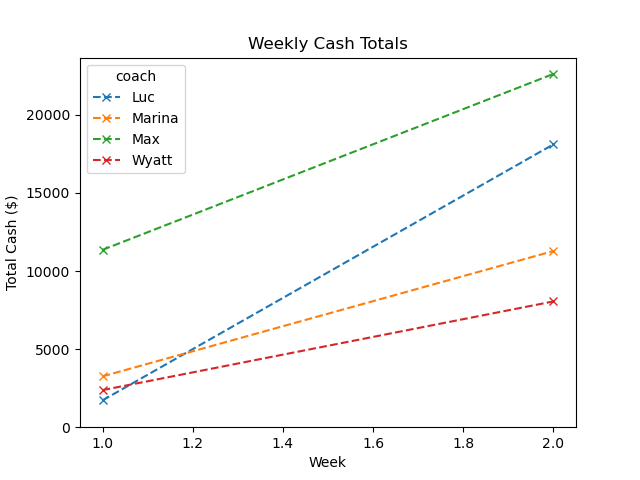 Weekly Cash Totals
coach
Luc
Marina
Max
Wyatt
Total Cash ($)
20000
15000
10000
5000
0
1.0 1.2 1.4 1.6 1.8 2.0
Week